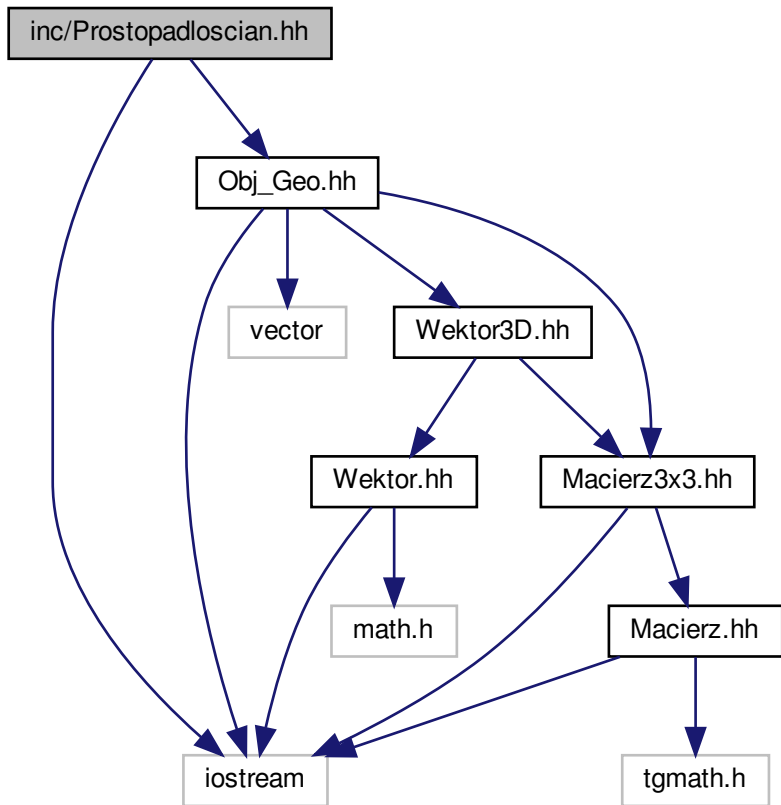 inc/Prostopadloscian.hh
Obj_Geo.hh
vector
Wektor3D.hh
Wektor.hh
Macierz3x3.hh
math.h
Macierz.hh
iostream
tgmath.h